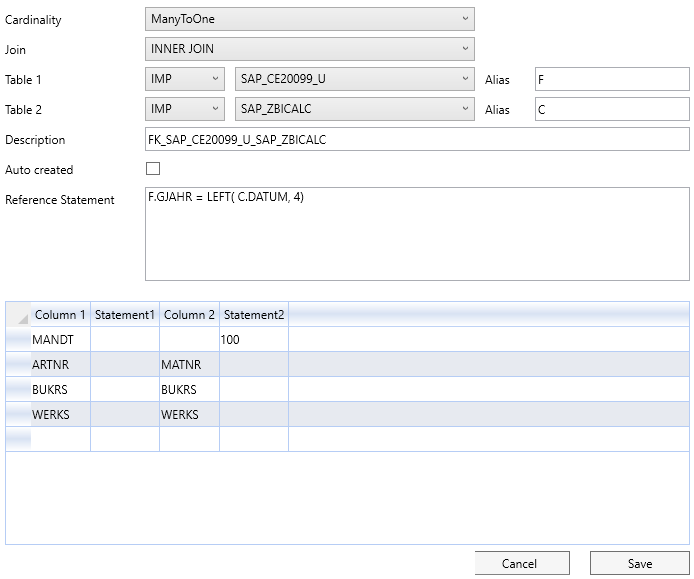 Cardinality ManyToOne
Join INNER JOIN
Table 1 IMP SAP_CE20099_U Alias F
Table 2 IMP SAP_ZBICALC Alias C
Description FK_SAP_CE20099_U_SAP_ZBICALC
Auto created
Reference Statement F.GJAHR = LEFT( C.DATUM, 4)
Column 1 Statement1 Column 2 Statement2
MANDT 100
ARTNR MATNR
BUKRS BUKRS
WERKS WERKS
Cancel Save